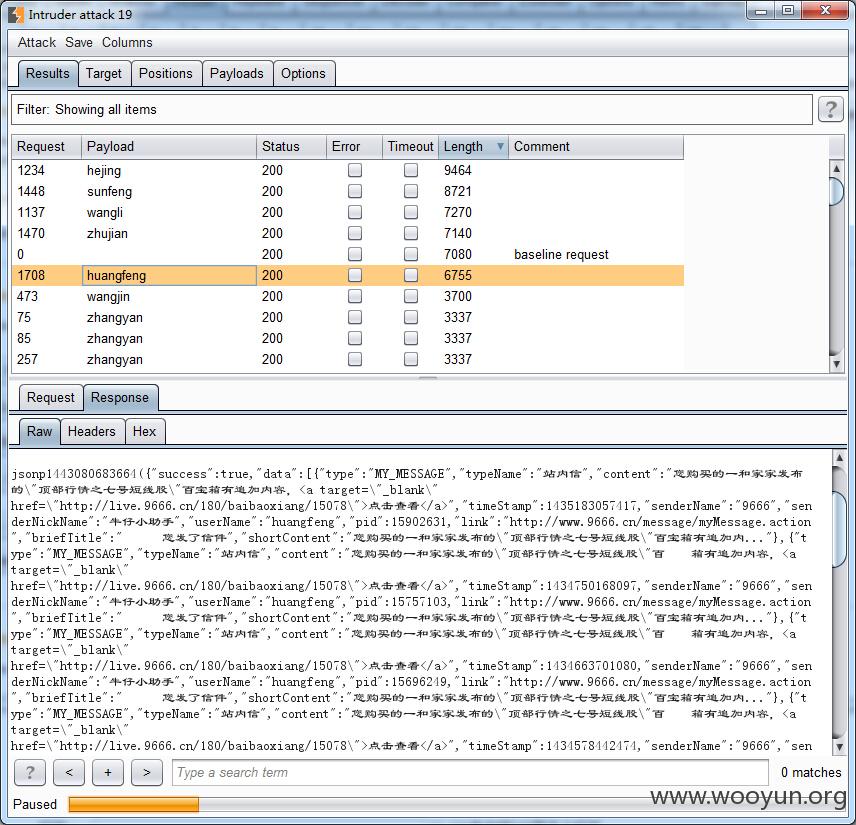 Intruder attack 19
Attack Save Columns
Results Target Positions Payloads Options
Filter: Showing all items
?
Request Payload Status Error Timeout Length Comment
1234 hejing 200 9464
1448 sunfeng 200 8721
1137 wangli 200 7270
1470 zhujian 200 7140
0 200 7080 baseline request
1708 huangfeng 200 6755
473 wangjin 200 3700
75 zhangyan 200 3337
85 zhangyan 200 3337
257 zhangyan 200 3337
Request Response
Raw Headers Hex
jsonp1443080683664({"success":true,"data":[{"type":"MY_MESSAGE","typeName":"站内信","content":"您购买的一和家家发布
的\"顶部行情之七号短线股\"百宝箱有追加内容。<a target=\"_blank\"
href=\"http://live.9666.cn/180/baibaoxiang/15078\">点击查看</a>","timeStamp":1435183057417,"senderName":"9666","sen
derNickName":"牛仔小助手","userName":"huangfeng","pid":15902631,"link":"http://www.9666.cn/message/myMessage.action
","briefTitle":"　　　您发了信件","shortContent":"您购买的一和家家发布的\"顶部行情之七号短线股\"百宝箱有追加内..."},{"t
ype":"MY_MESSAGE","typeName":"站内信","content":"您购买的一和家家发布的\"顶部行情之七号短线股\"百　　箱有追加内容。<a
target=\"_blank\"
href=\"http://live.9666.cn/180/baibaoxiang/15078\">点击查看</a>","timeStamp":1434750168097,"senderName":"9666","sen
derNickName":"牛仔小助手","userName":"huangfeng","pid":15757103,"link":"http://www.9666.cn/message/myMessage.action
","briefTitle":"　　　您发了信件","shortContent":"您购买的一和家家发布的\"顶部行情之七号短线股\"百宝箱有追加内..."},{"t
ype":"MY_MESSAGE","typeName":"站内信","content":"您购买的一和家家发布的\"顶部行情之七号短线股\"百　　箱有追加内容。<a
target=\"_blank\"
href=\"http://live.9666.cn/180/baibaoxiang/15078\">点击查看</a>","timeStamp":1434663701080,"senderName":"9666","sen
derNickName":"牛仔小助手","userName":"huangfeng","pid":15696249,"link":"http://www.9666.cn/message/myMessage.action
","briefTitle":"　　　您发了信件","shortContent":"您购买的一和家家发布的\"顶部行情之七号短线股\"百宝箱有追加内..."},{"t
ype":"MY_MESSAGE","typeName":"站内信","content":"您购买的一和家家发布的\"顶部行情之七号短线股\"百　　箱有追加内容。<a
target=\"_blank\"
href=\"http://live.9666.cn/180/baibaoxiang/15078\">点击查看</a>","timeStamp":1434578442474,"senderName":"9666","sen
? < + > Type a search term 0 matches
Paused
www.wooyun.org